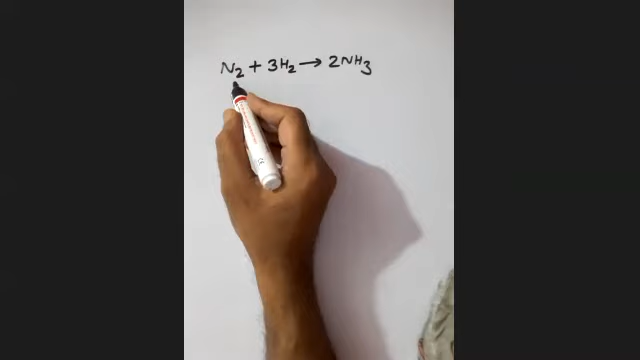 N₂ + 3H₂ → 2NH₃